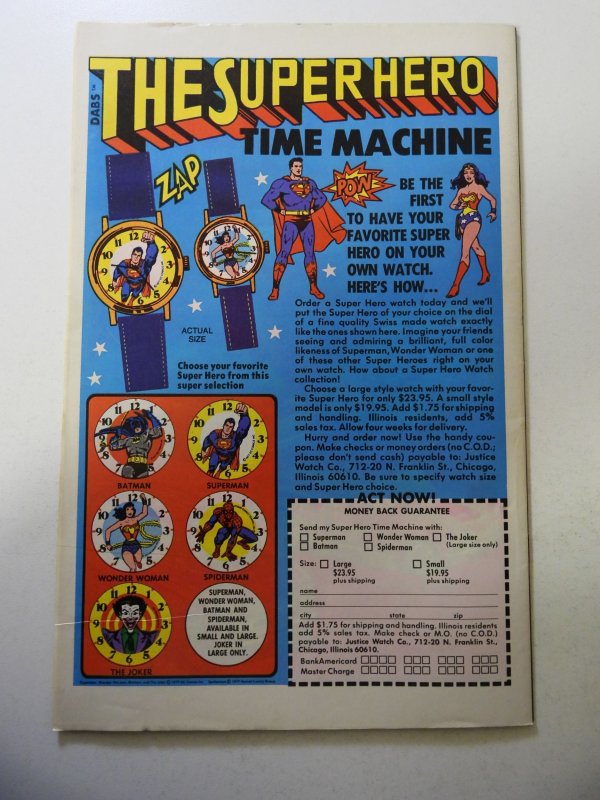 DABS™
THE SUPER HERO
TIME MACHINE
ZAP
POW
BE THE
FIRST
TO HAVE YOUR
FAVORITE SUPER
HERO ON YOUR
OWN WATCH.
HERE'S HOW...
ACTUAL
SIZE
Choose your favorite
Super Hero from this
super selection
Order a Super Hero watch today and we'll
put the Super Hero of your choice on the dial
of a fine quality Swiss made watch exactly
like the ones shown here. Imagine your friends
seeing and admiring a brilliant, full color
likeness of Superman, Wonder Woman or one
of these other Super Heroes right on your
own watch. How about a Super Hero Watch
collection!
Choose a large style watch with your favor-
ite Super Hero for only $23.95. A small style
model is only $19.95. Add $1.75 for shipping
and handling. Illinois residents, add 5%
sales tax. Allow four weeks for delivery.
Hurry and order now! Use the handy cou-
pon. Make checks or money orders (no C.O.D.;
please don't send cash) payable to: Justice
Watch Co., 712-20 N. Franklin St., Chicago,
Illinois 60610. Be sure to specify watch size
and Super Hero choice.
BATMAN
SUPERMAN
WONDER WOMAN
SPIDERMAN
THE JOKER
SUPERMAN,
WONDER WOMAN,
BATMAN AND
SPIDERMAN,
AVAILABLE IN
SMALL AND LARGE.
JOKER IN
LARGE ONLY.
ACT NOW!
MONEY BACK GUARANTEE
Send my Super Hero Time Machine with:
Superman Wonder Woman The Joker
Batman Spiderman (Large size only)
Size: Large Small
$23.95 $19.95
plus shipping plus shipping
name
address
city state zip
Add $1.75 for shipping and handling. Illinois residents
add 5% sales tax. Make check or M.O. (no C.O.D.)
payable to: Justice Watch Co., 712-20 N. Franklin St.,
Chicago, Illinois 60610.
BankAmericard
Master Charge